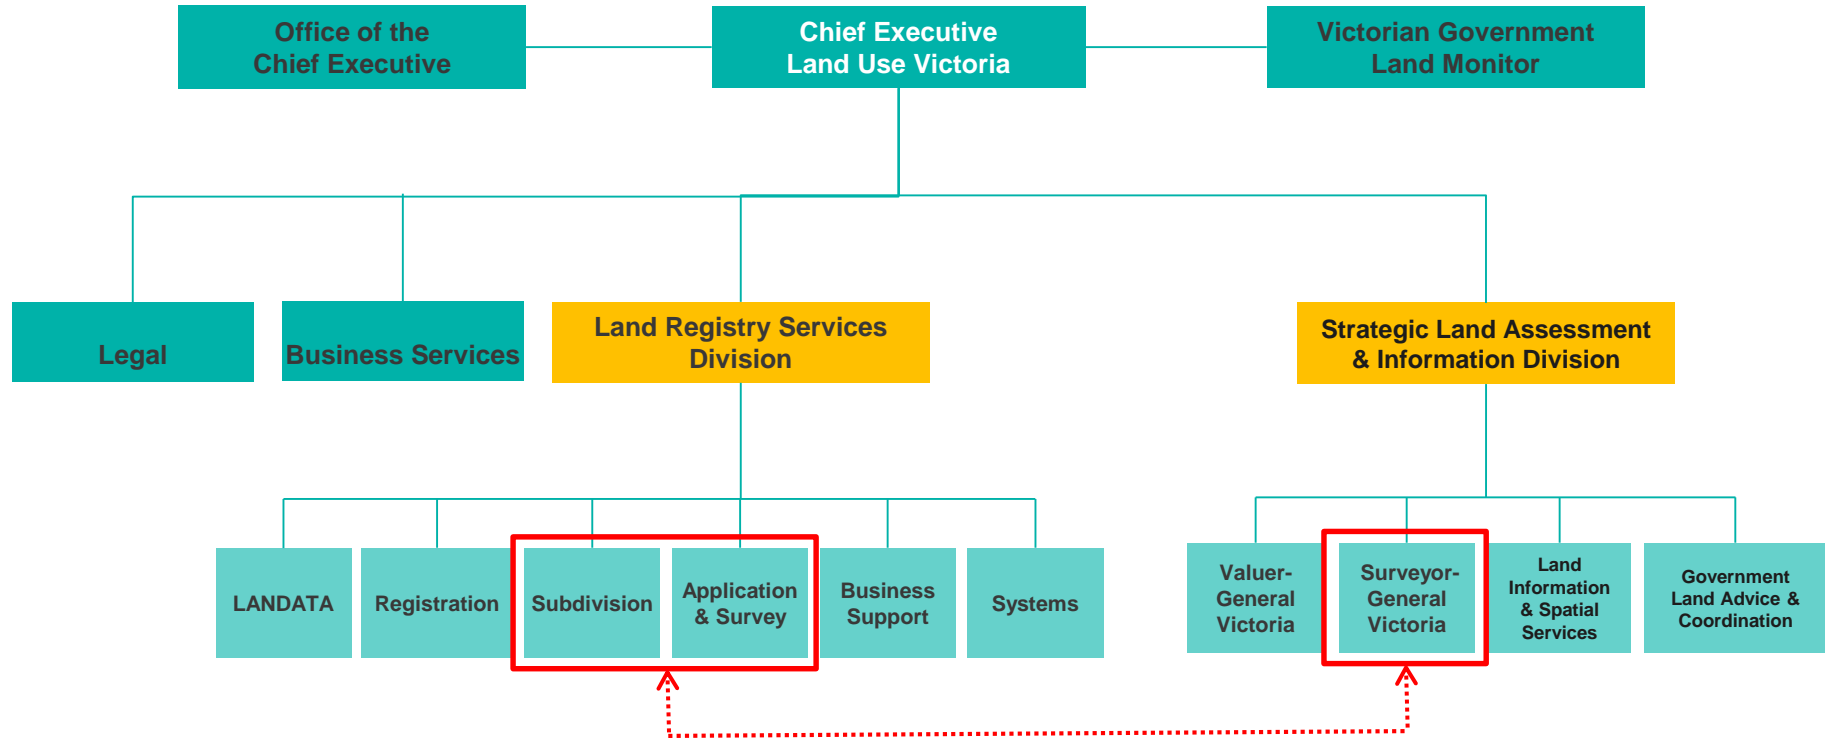 Office of the
Chief Executive
Chief Executive
Land Use Victoria
Victorian Government
Land Monitor
Legal
Business Services
Land Registry Services
Division
Strategic Land Assessment
& Information Division
LANDATA
Registration
Subdivision
Application
& Survey
Business
Support
Systems
Valuer-
General
Victoria
Surveyor-
General
Victoria
Land
Information
& Spatial
Services
Government
Land Advice &
Coordination